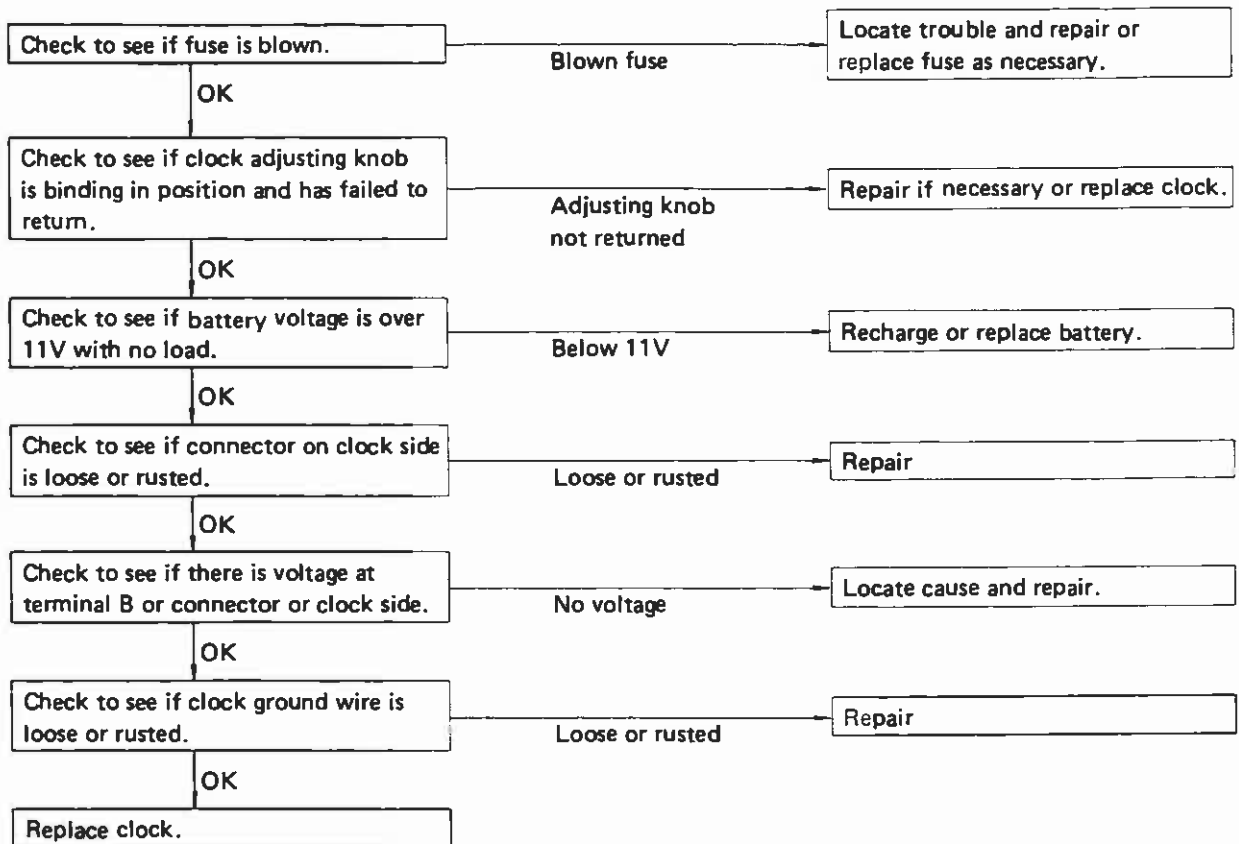 Check to see if fuse is blown.
Blown fuse
Locate trouble and repair or
replace fuse as necessary.
OK
Check to see if clock adjusting knob
is binding in position and has failed to
return.
Adjusting knob
not returned
Repair if necessary or replace clock.
OK
Check to see if battery voltage is over
11V with no load.
Below 11V
Recharge or replace battery.
OK
Check to see if connector on clock side
is loose or rusted.
Loose or rusted
Repair
OK
Check to see if there is voltage at
terminal B or connector or clock side.
No voltage
Locate cause and repair.
OK
Check to see if clock ground wire is
loose or rusted.
Loose or rusted
Repair
OK
Replace clock.